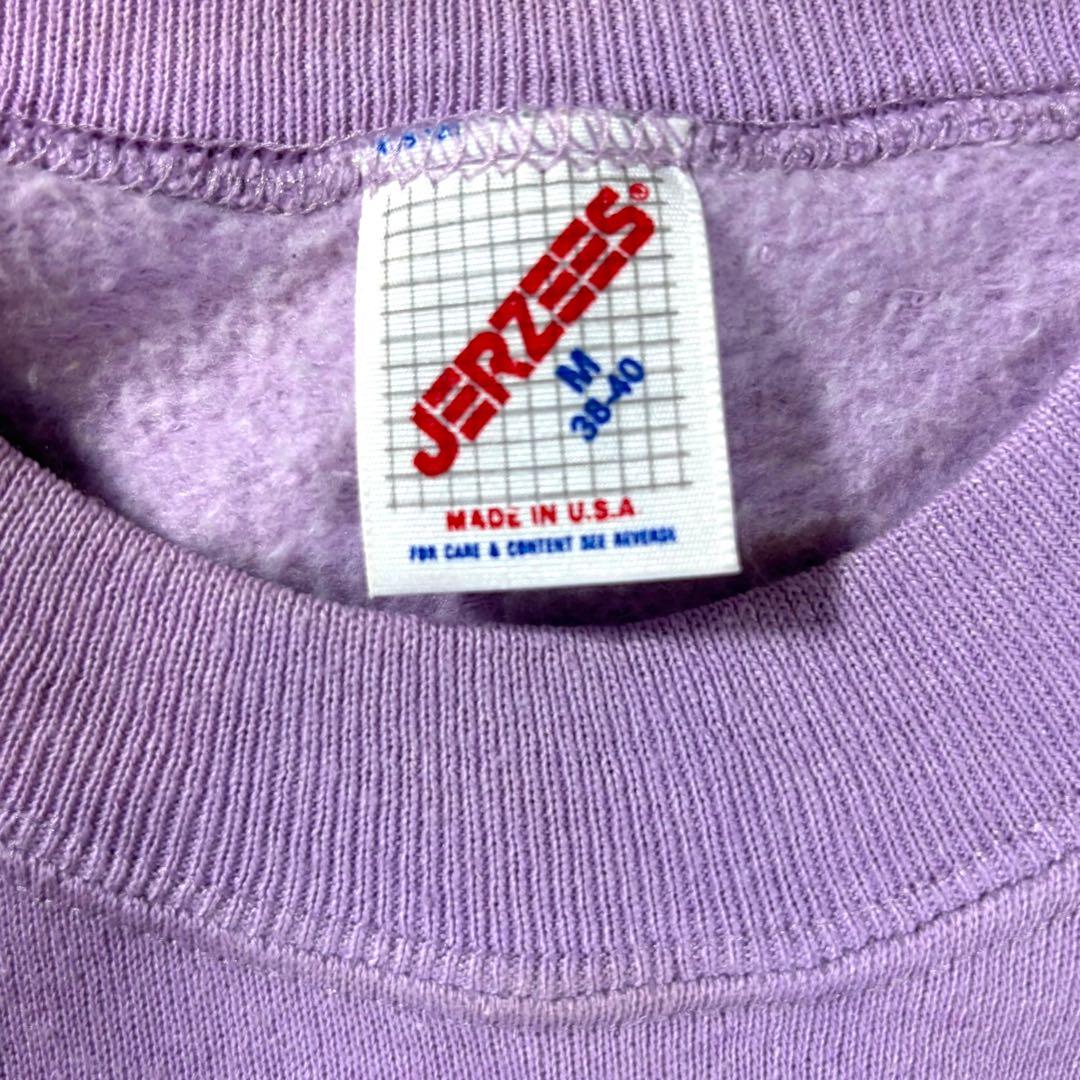 JERZEES®
M
38-40
MADE IN U.S.A
FOR CARE & CONTENT SEE REVERSE